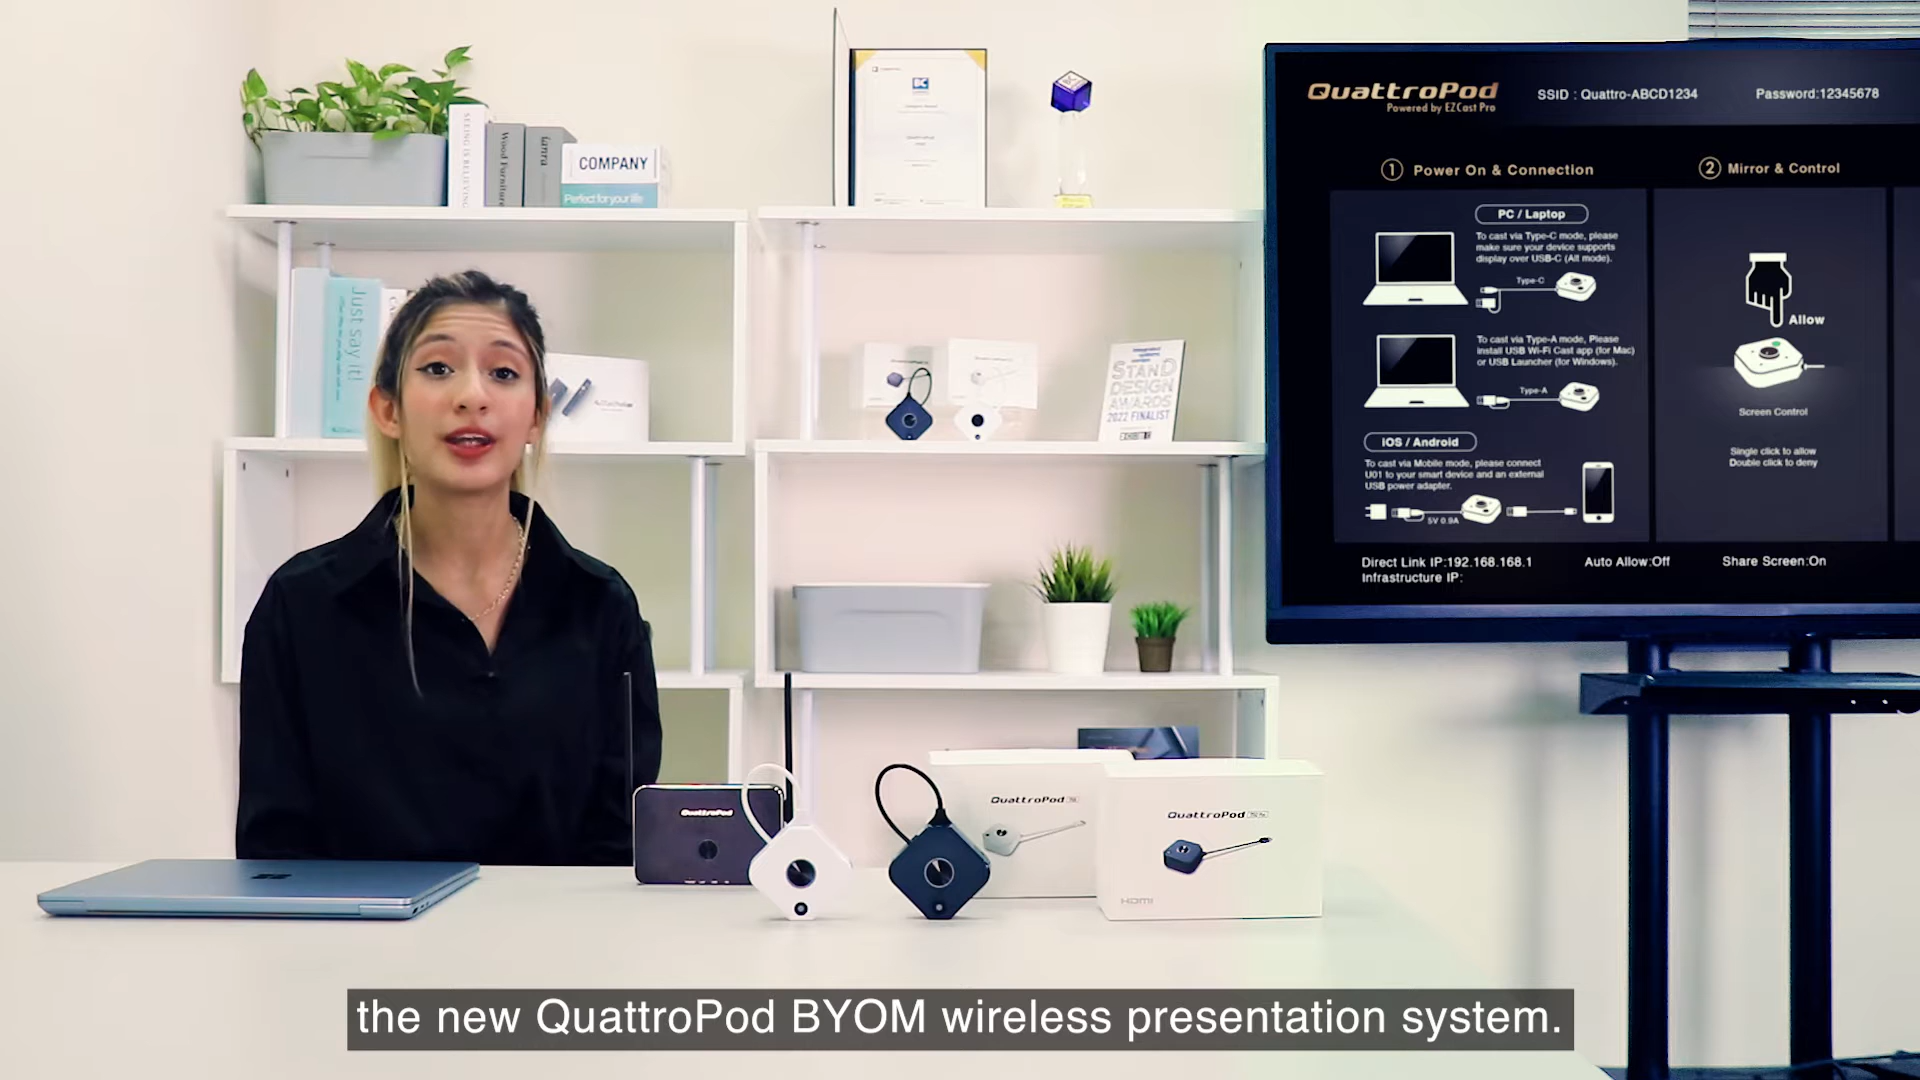 QuattroPod
Powered by EZCast Pro
SSID : Quattro-ABCD1234
Password:12345678
1 Power On & Connection
PC / Laptop
To cast via Type-C mode, please
make sure your device supports
display over USB-C (Alt mode).
Type-C
To cast via Type-A mode, Please
install USB Wi-Fi Cast app (for Mac)
or USB Launcher (for Windows).
Type-A
iOS / Android
To cast via Mobile mode, please connect
U01 to your smart device and an external
USB power adapter.
5V 0.9A
2 Mirror & Control
Allow
Screen Control
Single click to allow
Double click to deny
Direct Link IP:192.168.168.1
Auto Allow:Off
Share Screen:On
Infrastructure IP:
SEEING IS BELIEVING
Wood Furniture
COMPANY
Perfect for your life
Just say it!
STAND
DESIGN
AWARDS
2022 FINALIST
QuattroPod
QuattroPod
QuattroPod
HDMI
the new QuattroPod BYOM wireless presentation system.